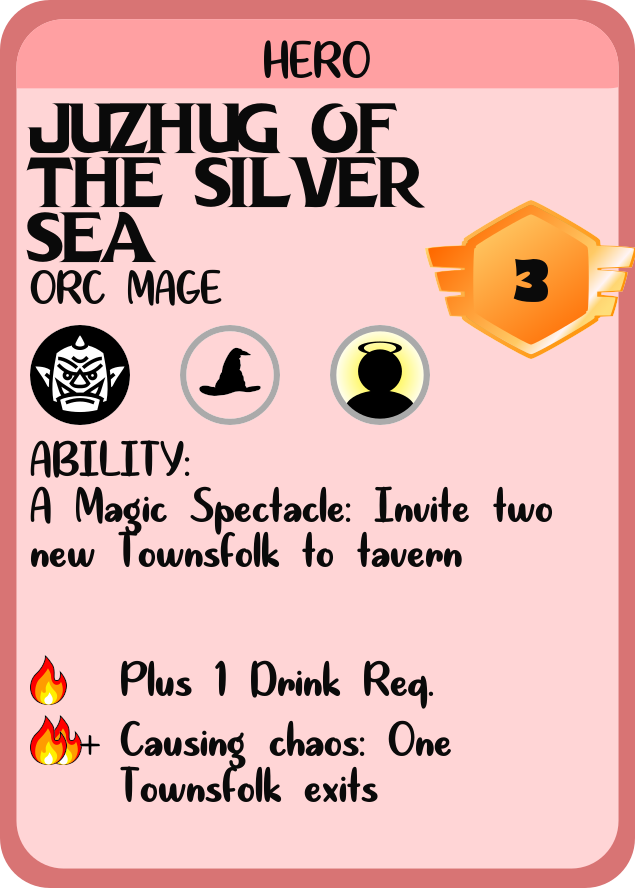 HERO
JUZHUG OF
THE SILVER
SEA
ORC MAGE
3
ABILITY:
A Magic Spectacle: Invite two
new Townsfolk to tavern
Plus 1 Drink Req.
+ Causing chaos: One
Townsfolk exits